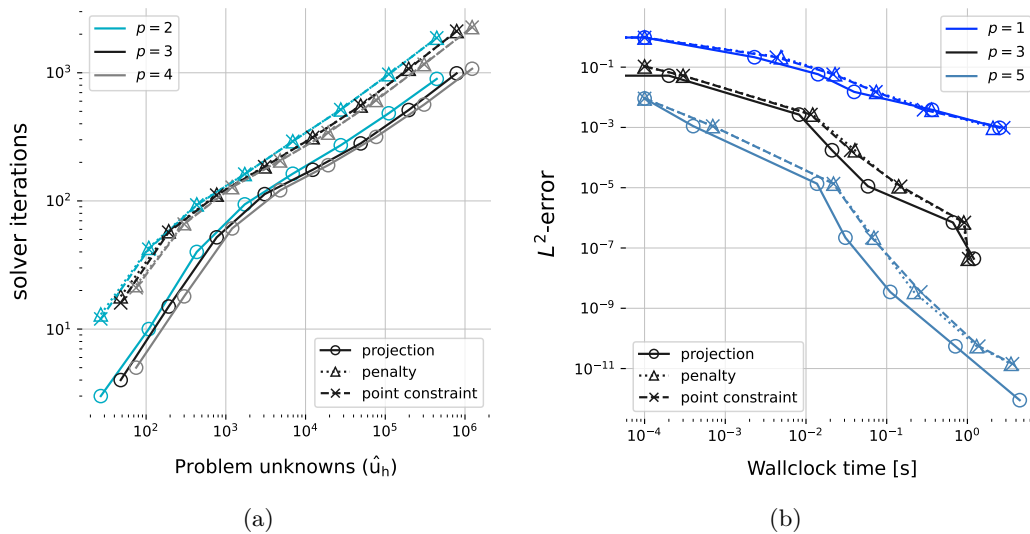 p = 2
p = 3
p = 4
10³
10²
10¹
solver iterations
projection
penalty
point constraint
10² 10³ 10⁴ 10⁵ 10⁶
Problem unknowns (ûₕ)
(a)
p = 1
p = 3
p = 5
10⁻¹
10⁻³
10⁻⁵
10⁻⁷
10⁻⁹
10⁻¹¹
L²-error
projection
penalty
point constraint
10⁻⁴ 10⁻³ 10⁻² 10⁻¹ 10⁰
Wallclock time [s]
(b)